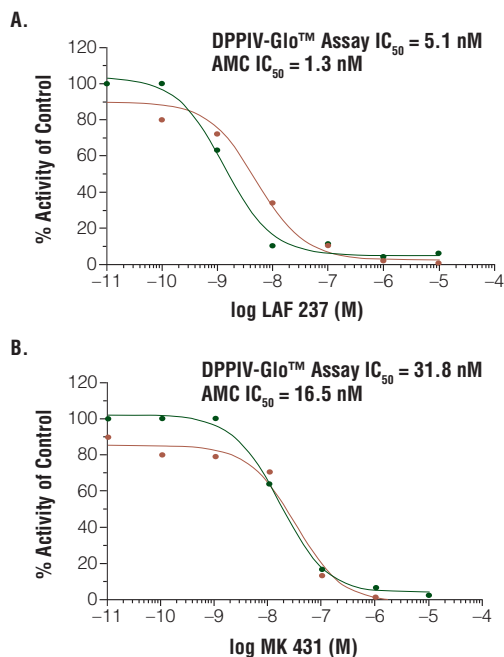 A.
DPPIV-Glo™ Assay IC50 = 5.1 nM
AMC IC50 = 1.3 nM
120
100
80
60
40
20
0
% Activity of Control
–11 –10 –9 –8 –7 –6 –5 –4
log LAF 237 (M)
B.
DPPIV-Glo™ Assay IC50 = 31.8 nM
AMC IC50 = 16.5 nM
120
100
80
60
40
20
0
% Activity of Control
–11 –10 –9 –8 –7 –6 –5 –4
log MK 431 (M)